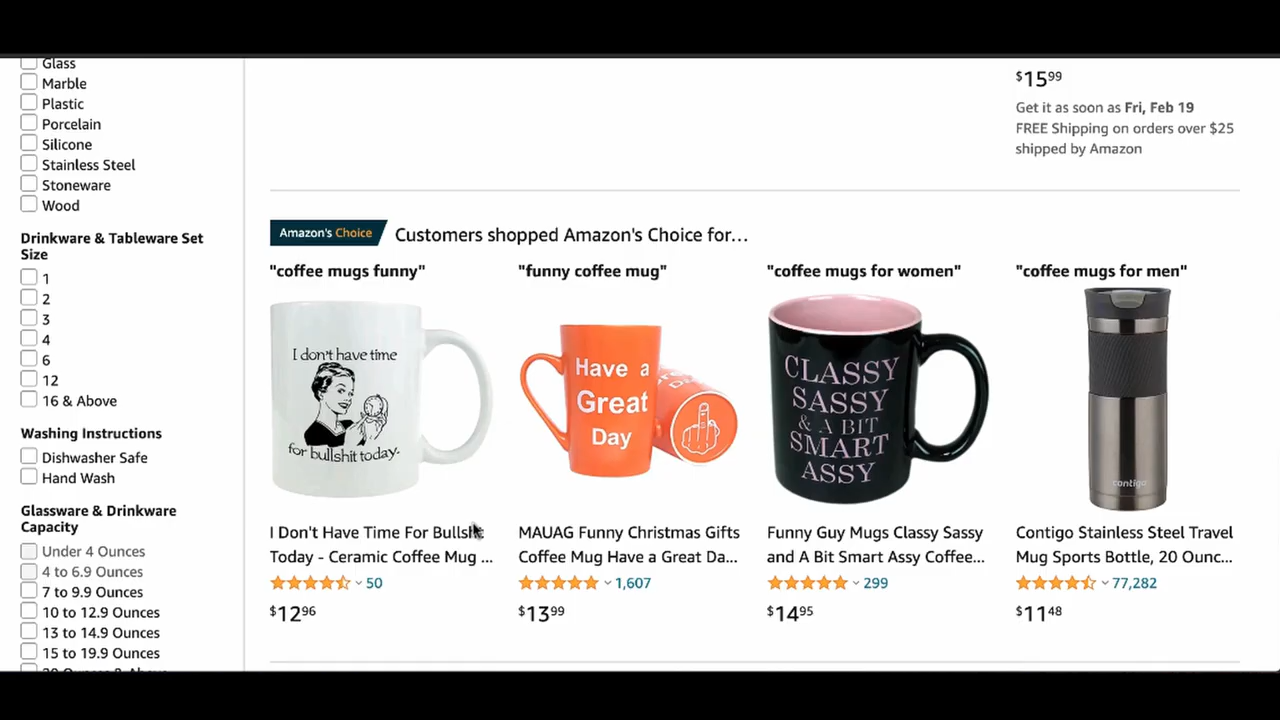 Glass
Marble
Plastic
Porcelain
Silicone
Stainless Steel
Stoneware
Wood
Drinkware & Tableware Set
Size
1
2
3
4
6
12
16 & Above
Washing Instructions
Dishwasher Safe
Hand Wash
Glassware & Drinkware
Capacity
Under 4 Ounces
4 to 6.9 Ounces
7 to 9.9 Ounces
10 to 12.9 Ounces
13 to 14.9 Ounces
15 to 19.9 Ounces
20 Ounces & Above
$15 99
Get it as soon as Fri, Feb 19
FREE Shipping on orders over $25
shipped by Amazon
Amazon's Choice Customers shopped Amazon's Choice for...
"coffee mugs funny"
I don't have time
for bullshit today.
I Don't Have Time For Bullshit
Today - Ceramic Coffee Mug ...
50
$12 96
"funny coffee mug"
Have a
Great
Day
MAUAG Funny Christmas Gifts
Coffee Mug Have a Great Da...
1,607
$13 99
"coffee mugs for women"
CLASSY
SASSY
& A BIT
SMART
ASSY
Funny Guy Mugs Classy Sassy
and A Bit Smart Assy Coffee...
299
$14 95
"coffee mugs for men"
contigo
Contigo Stainless Steel Travel
Mug Sports Bottle, 20 Ounc...
77,282
$11 48